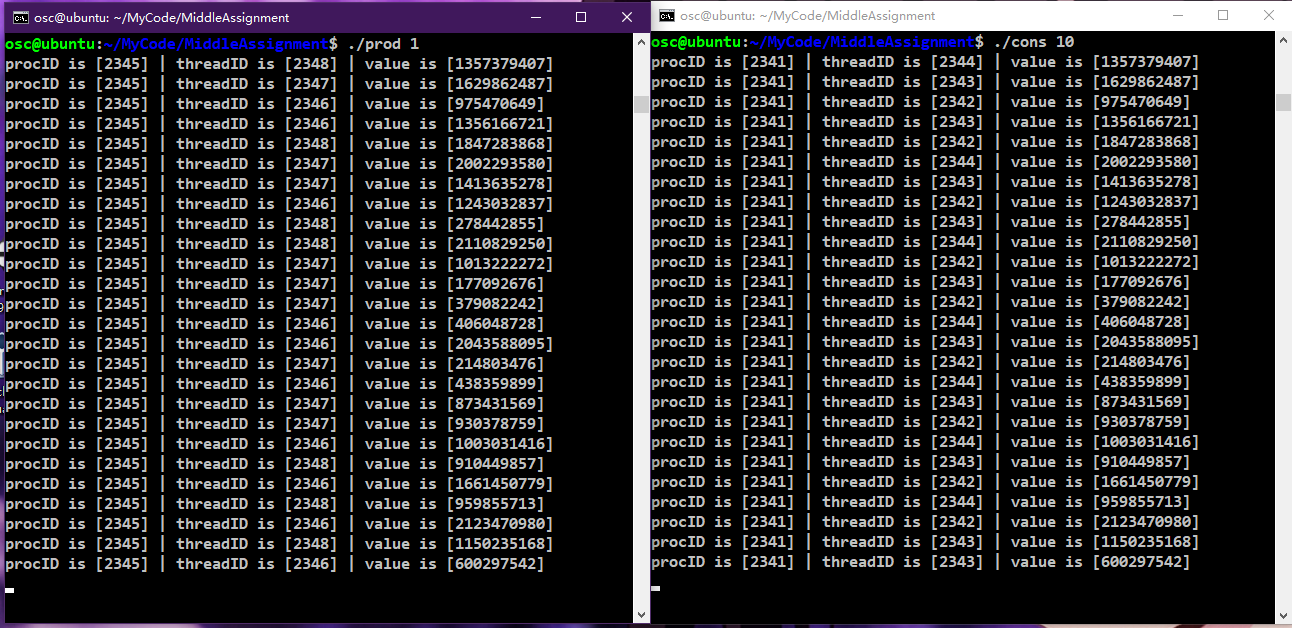 osc@ubuntu: ~/MyCode/MiddleAssignment
osc@ubuntu:~/MyCode/MiddleAssignment$ ./prod 1
procID is [2345] | threadID is [2348] | value is [1357379407]
procID is [2345] | threadID is [2347] | value is [1629862487]
procID is [2345] | threadID is [2346] | value is [975470649]
procID is [2345] | threadID is [2346] | value is [1356166721]
procID is [2345] | threadID is [2348] | value is [1847283868]
procID is [2345] | threadID is [2347] | value is [2002293580]
procID is [2345] | threadID is [2347] | value is [1413635278]
procID is [2345] | threadID is [2346] | value is [1243032837]
procID is [2345] | threadID is [2348] | value is [278442855]
procID is [2345] | threadID is [2348] | value is [2110829250]
procID is [2345] | threadID is [2347] | value is [1013222272]
procID is [2345] | threadID is [2347] | value is [177092676]
procID is [2345] | threadID is [2347] | value is [379082242]
procID is [2345] | threadID is [2346] | value is [406048728]
procID is [2345] | threadID is [2346] | value is [2043588095]
procID is [2345] | threadID is [2347] | value is [214803476]
procID is [2345] | threadID is [2346] | value is [438359899]
procID is [2345] | threadID is [2347] | value is [873431569]
procID is [2345] | threadID is [2347] | value is [930378759]
procID is [2345] | threadID is [2346] | value is [1003031416]
procID is [2345] | threadID is [2348] | value is [910449857]
procID is [2345] | threadID is [2346] | value is [1661450779]
procID is [2345] | threadID is [2348] | value is [959855713]
procID is [2345] | threadID is [2346] | value is [2123470980]
procID is [2345] | threadID is [2348] | value is [1150235168]
procID is [2345] | threadID is [2346] | value is [600297542]
osc@ubuntu: ~/MyCode/MiddleAssignment
osc@ubuntu:~/MyCode/MiddleAssignment$ ./cons 10
procID is [2341] | threadID is [2344] | value is [1357379407]
procID is [2341] | threadID is [2343] | value is [1629862487]
procID is [2341] | threadID is [2342] | value is [975470649]
procID is [2341] | threadID is [2343] | value is [1356166721]
procID is [2341] | threadID is [2342] | value is [1847283868]
procID is [2341] | threadID is [2344] | value is [2002293580]
procID is [2341] | threadID is [2343] | value is [1413635278]
procID is [2341] | threadID is [2342] | value is [1243032837]
procID is [2341] | threadID is [2343] | value is [278442855]
procID is [2341] | threadID is [2344] | value is [2110829250]
procID is [2341] | threadID is [2342] | value is [1013222272]
procID is [2341] | threadID is [2343] | value is [177092676]
procID is [2341] | threadID is [2342] | value is [379082242]
procID is [2341] | threadID is [2344] | value is [406048728]
procID is [2341] | threadID is [2343] | value is [2043588095]
procID is [2341] | threadID is [2342] | value is [214803476]
procID is [2341] | threadID is [2344] | value is [438359899]
procID is [2341] | threadID is [2343] | value is [873431569]
procID is [2341] | threadID is [2342] | value is [930378759]
procID is [2341] | threadID is [2344] | value is [1003031416]
procID is [2341] | threadID is [2343] | value is [910449857]
procID is [2341] | threadID is [2342] | value is [1661450779]
procID is [2341] | threadID is [2344] | value is [959855713]
procID is [2341] | threadID is [2342] | value is [2123470980]
procID is [2341] | threadID is [2343] | value is [1150235168]
procID is [2341] | threadID is [2343] | value is [600297542]